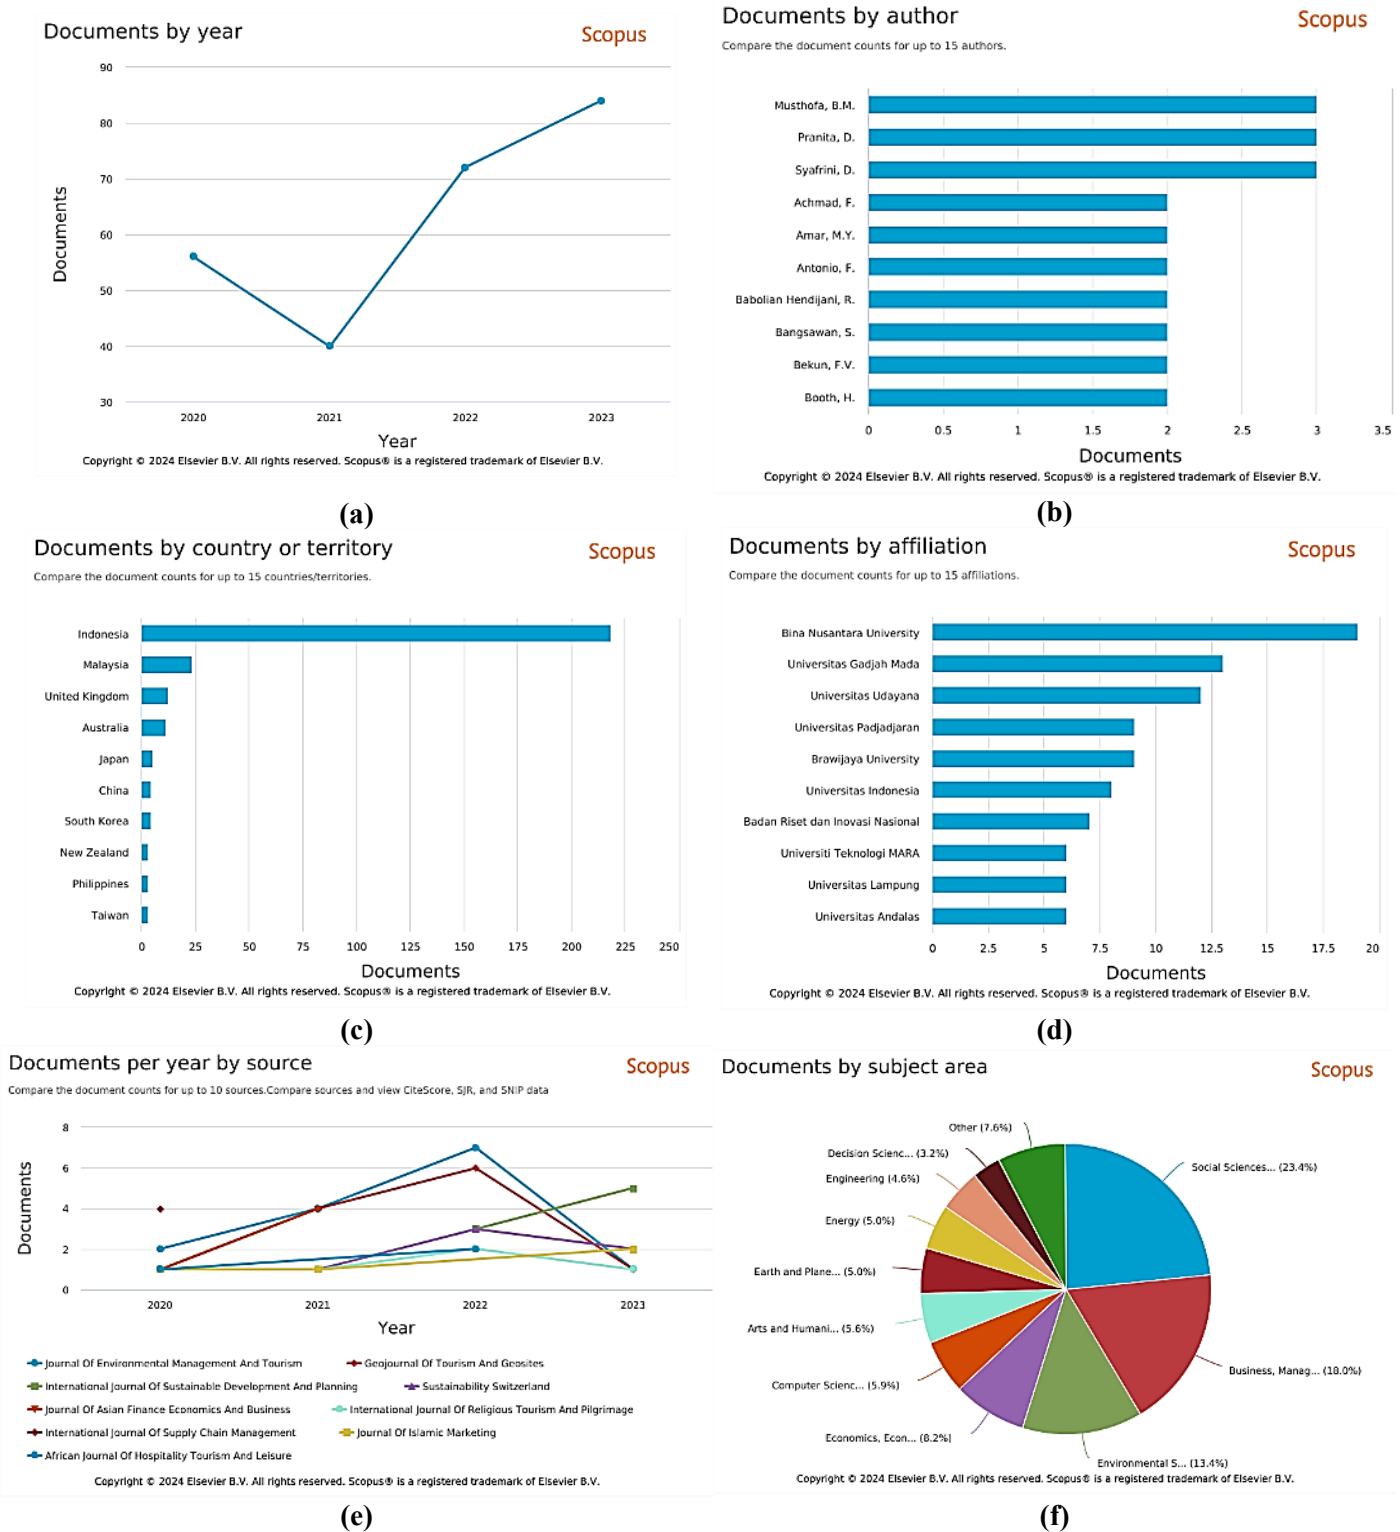 Documents by year
Scopus
90
80
70
60
50
40
30
Documents
2020 2021 2022 2023
Year
Copyright © 2024 Elsevier B.V. All rights reserved. Scopus® is a registered trademark of Elsevier B.V.
(a)
Documents by author
Scopus
Compare the document counts for up to 15 authors.
Musthofa, B.M.
Pranita, D.
Syafrini, D.
Achmad, F.
Amar, M.Y.
Antonio, F.
Babolian Hendijani, R.
Bangsawan, S.
Bekun, F.V.
Booth, H.
0 0.5 1 1.5 2 2.5 3 3.5
Documents
Copyright © 2024 Elsevier B.V. All rights reserved. Scopus® is a registered trademark of Elsevier B.V.
(b)
Documents by country or territory
Scopus
Compare the document counts for up to 15 countries/territories.
Indonesia
Malaysia
United Kingdom
Australia
Japan
China
South Korea
New Zealand
Philippines
Taiwan
0 25 50 75 100 125 150 175 200 225 250
Documents
Copyright © 2024 Elsevier B.V. All rights reserved. Scopus® is a registered trademark of Elsevier B.V.
(c)
Documents by affiliation
Scopus
Compare the document counts for up to 15 affiliations.
Bina Nusantara University
Universitas Gadjah Mada
Universitas Udayana
Universitas Padjadjaran
Brawijaya University
Universitas Indonesia
Badan Riset dan Inovasi Nasional
Universiti Teknologi MARA
Universitas Lampung
Universitas Andalas
0 2.5 5 7.5 10 12.5 15 17.5 20
Documents
Copyright © 2024 Elsevier B.V. All rights reserved. Scopus® is a registered trademark of Elsevier B.V.
(d)
Documents per year by source
Scopus
Compare the document counts for up to 10 sources.Compare sources and view CiteScore, SJR, and SNIP data
8
6
4
2
0
Documents
2020 2021 2022 2023
Year
Journal Of Environmental Management And Tourism
Geojournal Of Tourism And Geosites
International Journal Of Sustainable Development And Planning
Sustainability Switzerland
Journal Of Asian Finance Economics And Business
International Journal Of Religious Tourism And Pilgrimage
International Journal Of Supply Chain Management
Journal Of Islamic Marketing
African Journal Of Hospitality Tourism And Leisure
Copyright © 2024 Elsevier B.V. All rights reserved. Scopus® is a registered trademark of Elsevier B.V.
(e)
Documents by subject area
Scopus
Other (7.6%)
Decision Scienc... (3.2%)
Engineering (4.6%)
Energy (5.0%)
Earth and Plane... (5.0%)
Arts and Humani... (5.6%)
Computer Scienc... (5.9%)
Economics, Econ... (8.2%)
Social Sciences... (23.4%)
Business, Manag... (18.0%)
Environmental S... (13.4%)
Copyright © 2024 Elsevier B.V. All rights reserved. Scopus® is a registered trademark of Elsevier B.V.
(f)